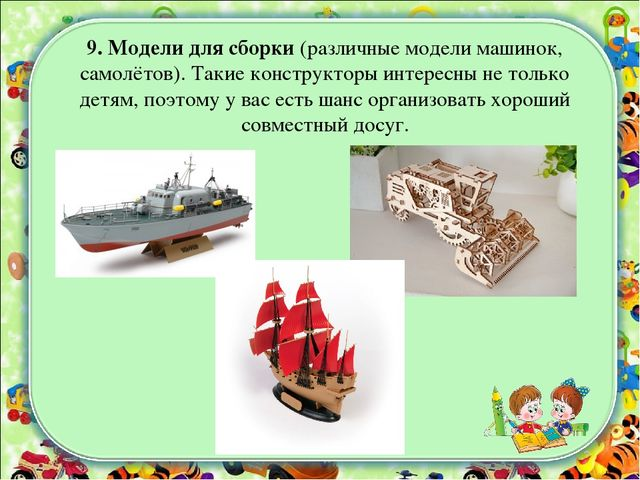 9. Модели для сборки (различные модели машинок,
самолётов). Такие конструкторы интересны не только
детям, поэтому у вас есть шанс организовать хороший
совместный досуг.